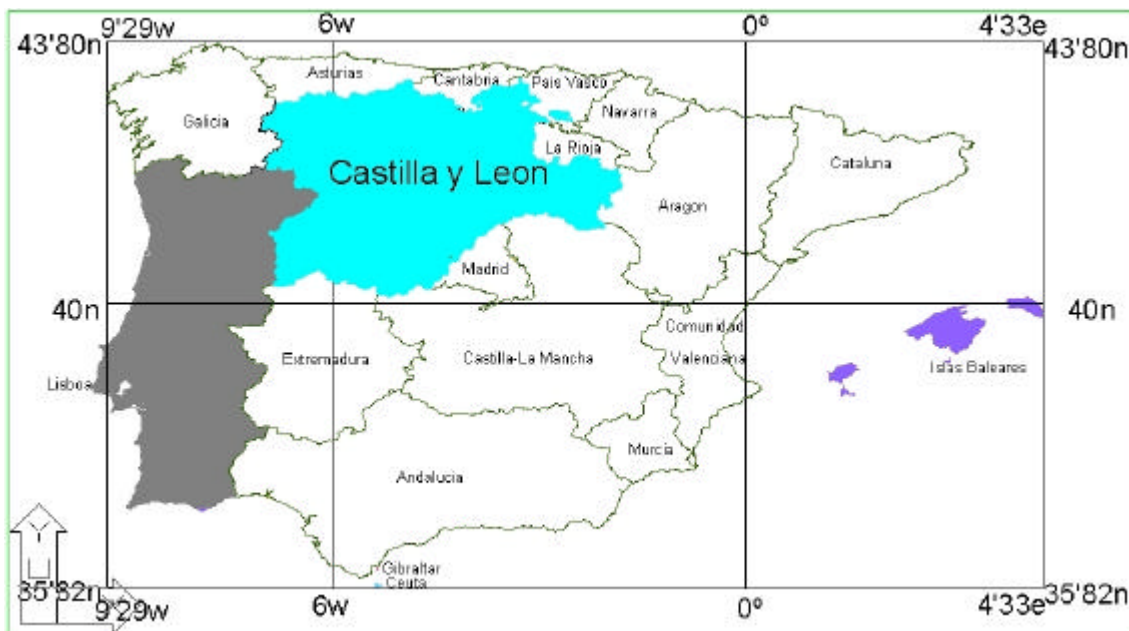 9'29w 6w 0º 4'33e
43'80n 43'80n
Asturias Cantabria Pais Vasco
Galicia Navarra
La Rioja
Castilla y Leon Cataluna
Aragon
Madrid
40n 40n
Comunidad
Extremadura Castilla-La Mancha Valenciana
Lisboa Islas Baleares
Murcia
Andalucia
Y
U
Gibraltar
Ceuta
35'82n 35'82n
9'29w 6w 0º 4'33e